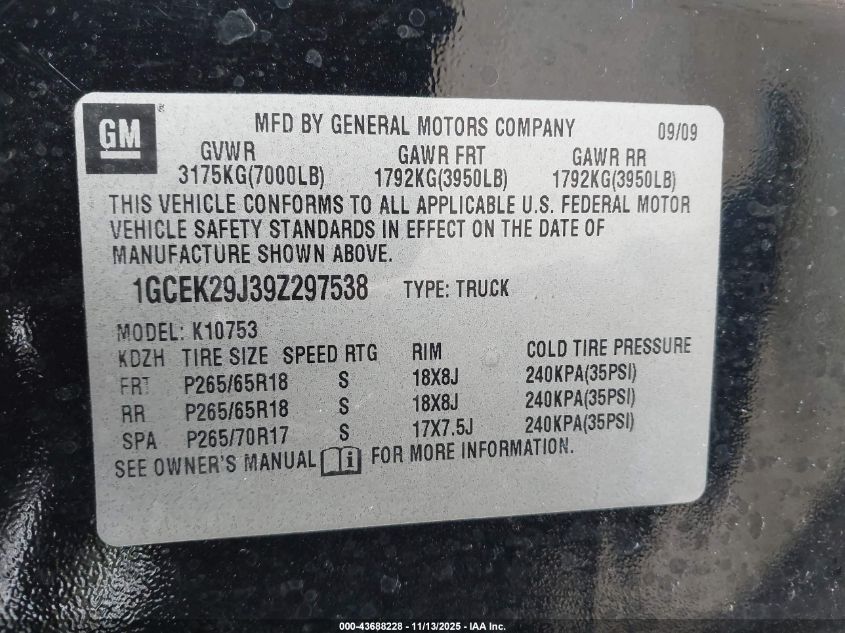 GM ® MFD BY GENERAL MOTORS COMPANY 09/09
GVWR GAWR FRT GAWR RR
3175KG(7000LB) 1792KG(3950LB) 1792KG(3950LB)
THIS VEHICLE CONFORMS TO ALL APPLICABLE U.S. FEDERAL MOTOR
VEHICLE SAFETY STANDARDS IN EFFECT ON THE DATE OF
MANUFACTURE SHOWN ABOVE.
1GCEK29J39Z297538 TYPE: TRUCK
MODEL: K10753
KDZH TIRE SIZE SPEED RTG RIM COLD TIRE PRESSURE
FRT P265/65R18 S 18X8J 240KPA(35PSI)
RR P265/65R18 S 18X8J 240KPA(35PSI)
SPA P265/70R17 S 17X7.5J 240KPA(35PSI)
SEE OWNER'S MANUAL i FOR MORE INFORMATION.
000-43688228 - 11/13/2025 - IAA Inc.